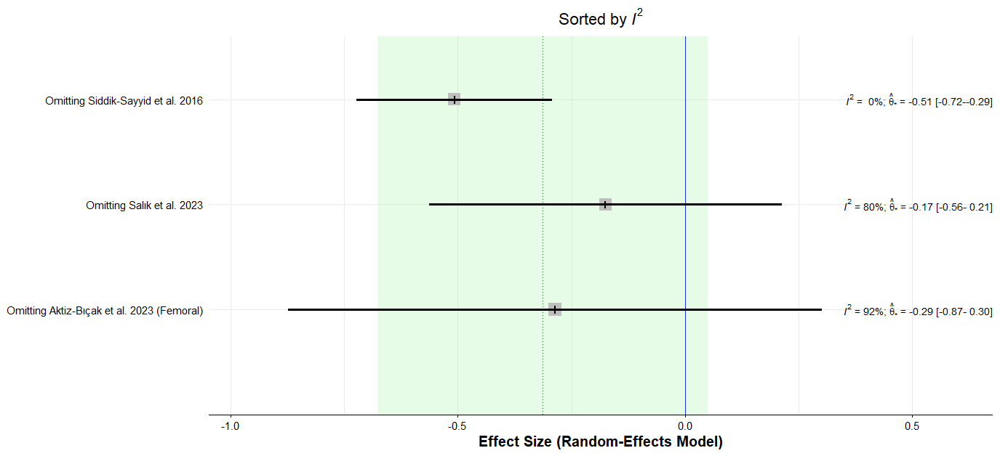 Sorted by I²
Omitting Siddik-Sayyid et al. 2016 I² = 0%; θ̂* = -0.51 [-0.72--0.29]
Omitting Salık et al. 2023 I² = 80%; θ̂* = -0.17 [-0.56- 0.21]
Omitting Aktiz-Bıçak et al. 2023 (Femoral) I² = 92%; θ̂* = -0.29 [-0.87- 0.30]
-1.0 -0.5 0.0 0.5
Effect Size (Random-Effects Model)